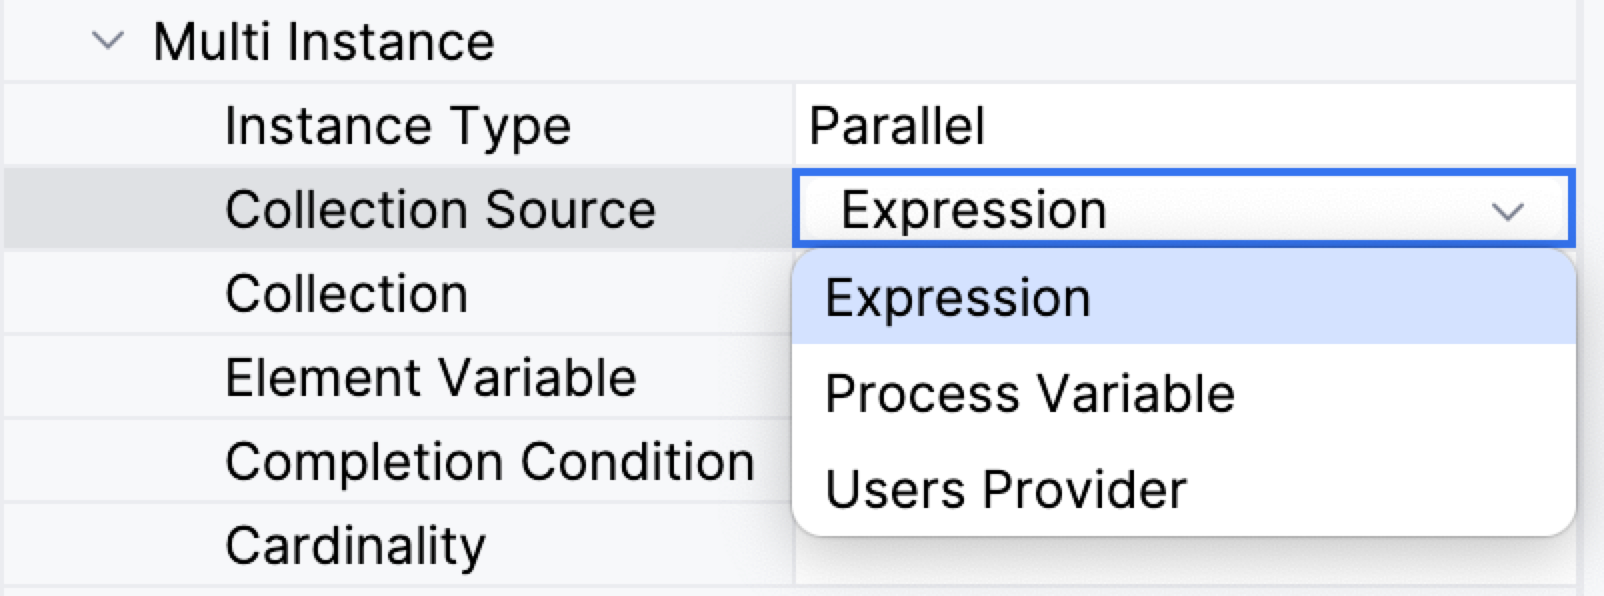 Multi Instance
Instance Type Parallel
Collection Source Expression
Collection Expression
Element Variable Process Variable
Completion Condition Users Provider
Cardinality